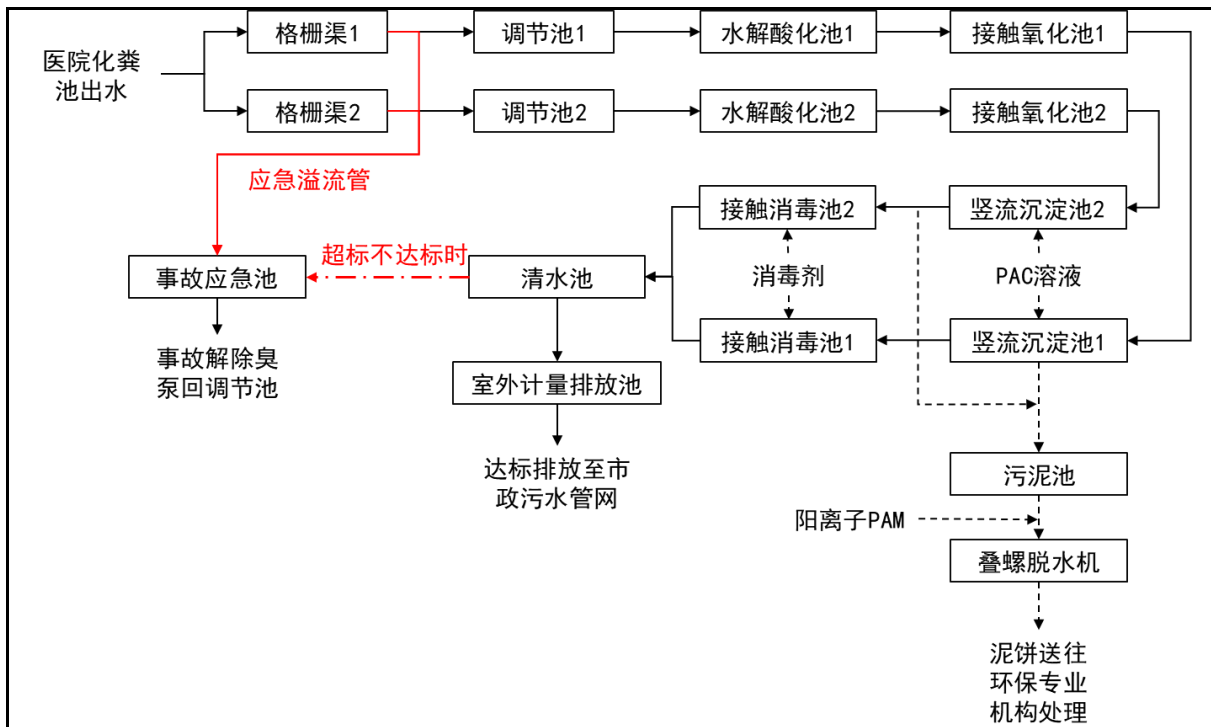 格栅渠1
调节池1
水解酸化池1
接触氧化池1
医院化粪
池出水
格栅渠2
调节池2
水解酸化池2
接触氧化池2
应急溢流管
接触消毒池2
竖流沉淀池2
超标不达标时
事故应急池
清水池
消毒剂
PAC溶液
接触消毒池1
竖流沉淀池1
事故解除臭
泵回调节池
室外计量排放池
达标排放至市
政污水管网
污泥池
阳离子PAM
叠螺脱水机
泥饼送往
环保专业
机构处理